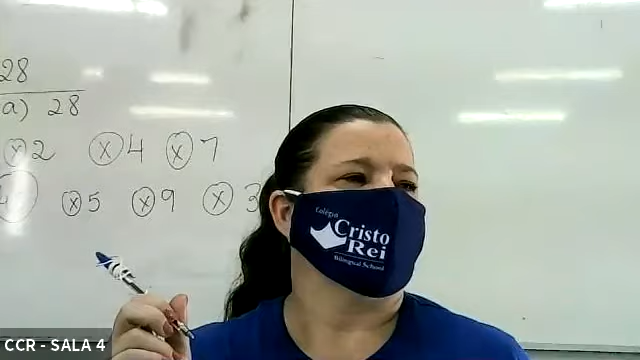 28
a) 28
x 2 x 4 x 7
x 5 x 9 x 3
Colégio
Cristo
Rei
Bilingual School
CCR - SALA 4